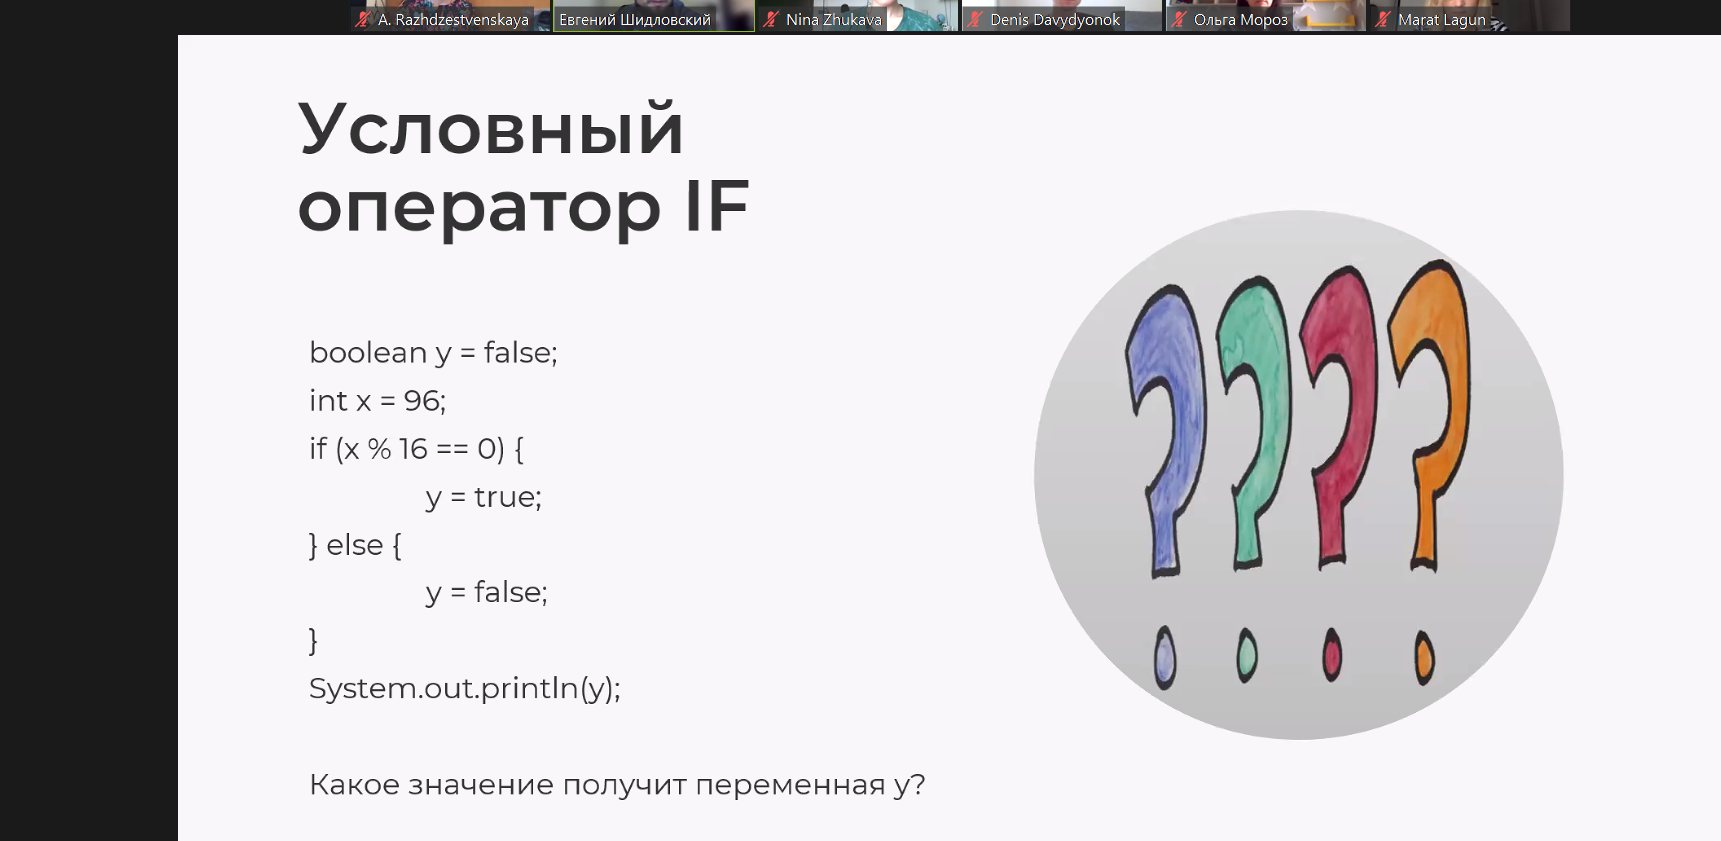 A. Razhdzestvenskaya
Евгений Шидловский
Nina Zhukava
Denis Davydyonok
Ольга Мороз
Marat Lagun
Условный
оператор IF
boolean y = false;
int x = 96;
if (x % 16 == 0) {
y = true;
} else {
y = false;
}
System.out.println(y);
Какое значение получит переменная y?